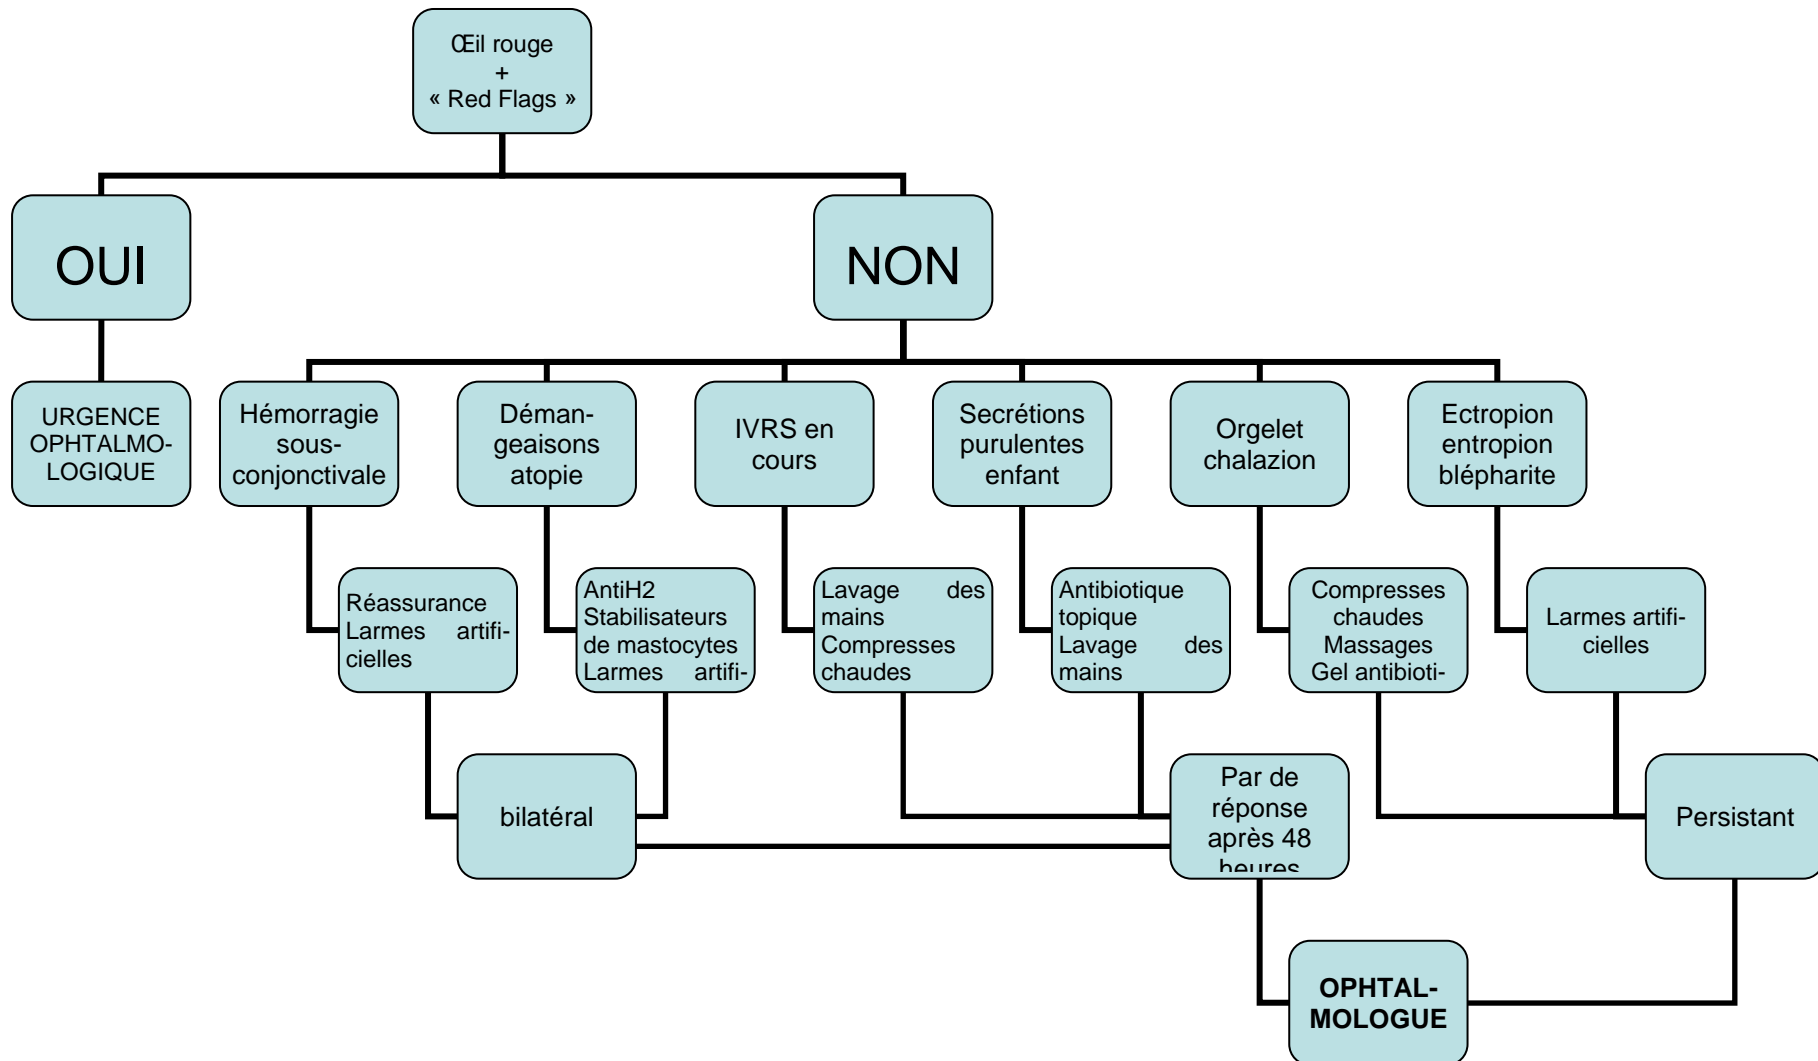 Œil rouge
+
« Red Flags »
OUI
NON
URGENCE
OPHTALMO-
LOGIQUE
Hémorragie
sous-
conjonctivale
Déman-
geaisons
atopie
IVRS en
cours
Secrétions
purulentes
enfant
Orgelet
chalazion
Ectropion
entropion
blépharite
Réassurance
Larmes artifi-
cielles
AntiH2
Stabilisateurs
de mastocytes
Larmes artifi-
Lavage des
mains
Compresses
chaudes
Antibiotique
topique
Lavage des
mains
Compresses
chaudes
Massages
Gel antibioti-
Larmes artifi-
cielles
bilatéral
Par de
réponse
après 48
heures
Persistant
OPHTAL-
MOLOGUE